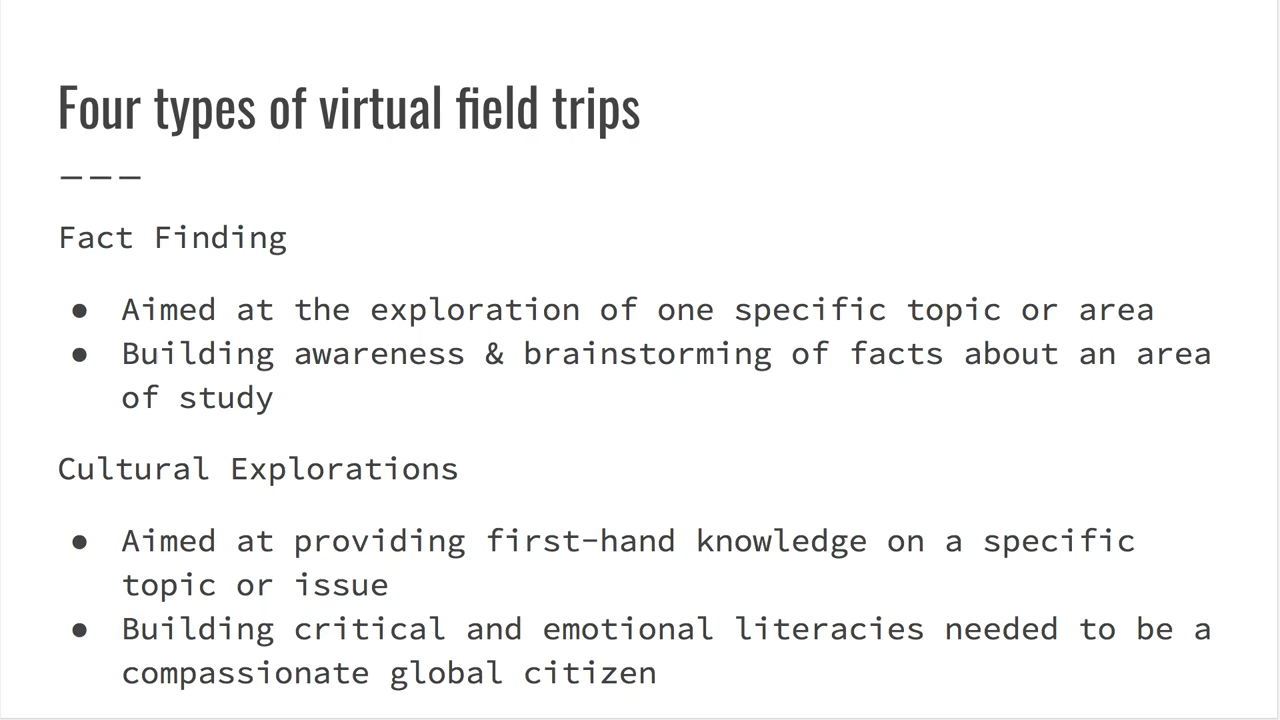 Four types of virtual field trips
Fact Finding
● Aimed at the exploration of one specific topic or area
● Building awareness & brainstorming of facts about an area
of study
Cultural Explorations
● Aimed at providing first-hand knowledge on a specific
topic or issue
● Building critical and emotional literacies needed to be a
compassionate global citizen